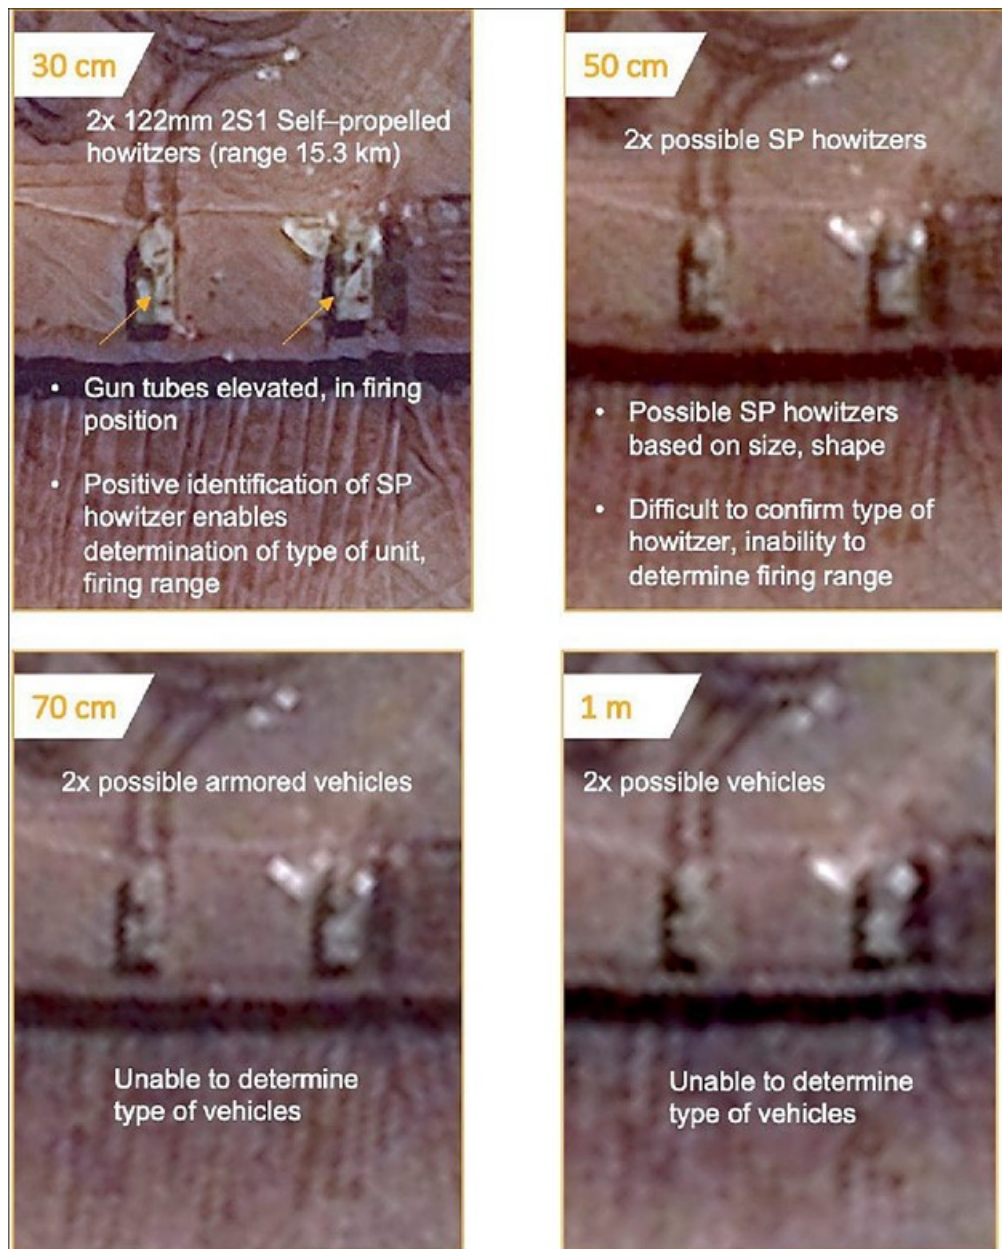 30 cm
2x 122mm 2S1 Self–propelled
howitzers (range 15.3 km)
• Gun tubes elevated, in firing
position
• Positive identification of SP
howitzer enables
determination of type of unit,
firing range
50 cm
2x possible SP howitzers
• Possible SP howitzers
based on size, shape
• Difficult to confirm type of
howitzer, inability to
determine firing range
70 cm
2x possible armored vehicles
Unable to determine
type of vehicles
1 m
2x possible vehicles
Unable to determine
type of vehicles